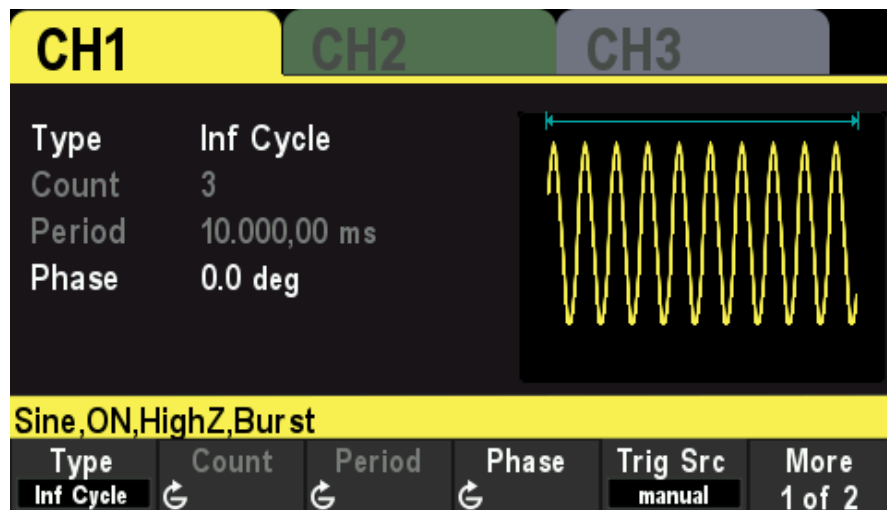 CH1 CH2 CH3
Type Inf Cycle
Count 3
Period 10.000,00 ms
Phase 0.0 deg
Sine,ON,HighZ,Burst
Type Count Period Phase Trig Src More
Inf Cycle manual 1 of 2